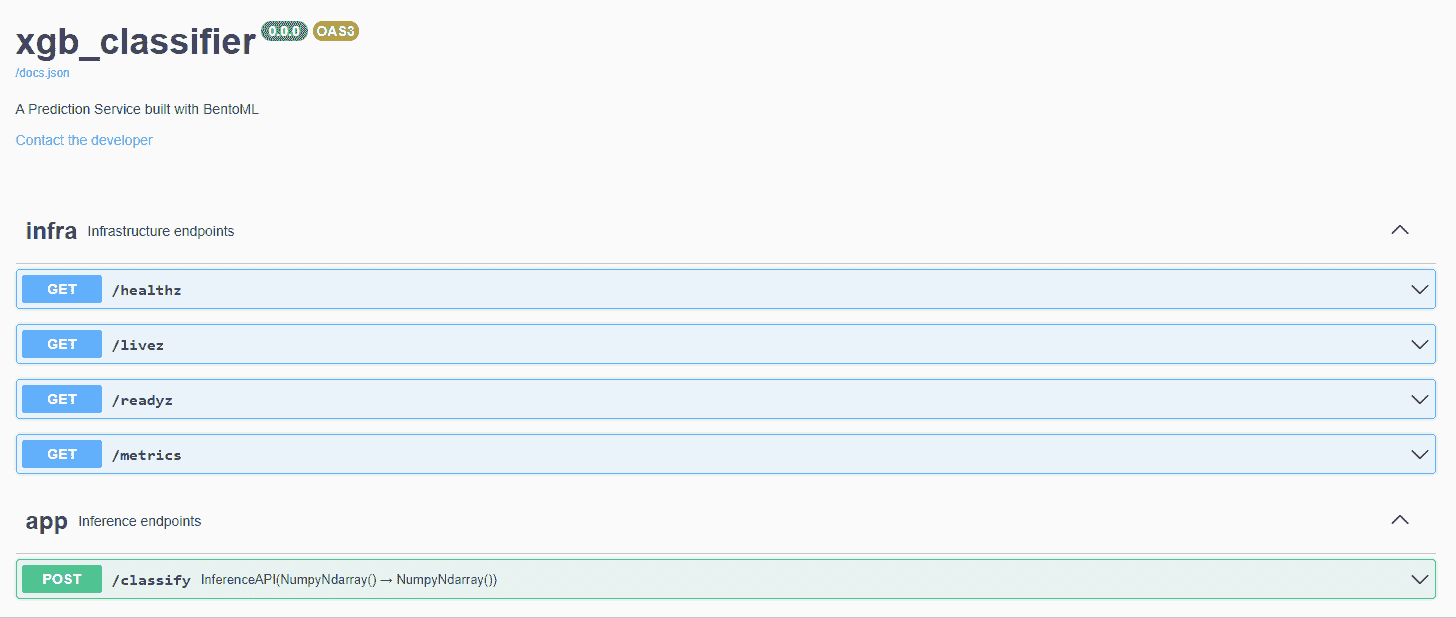 xgb_classifier 0.0.0 OAS3
/docs.json
A Prediction Service built with BentoML
Contact the developer
infra Infrastructure endpoints
GET /healthz
GET /livez
GET /readyz
GET /metrics
app Inference endpoints
POST /classify InferenceAPI(NumpyNdarray() → NumpyNdarray())